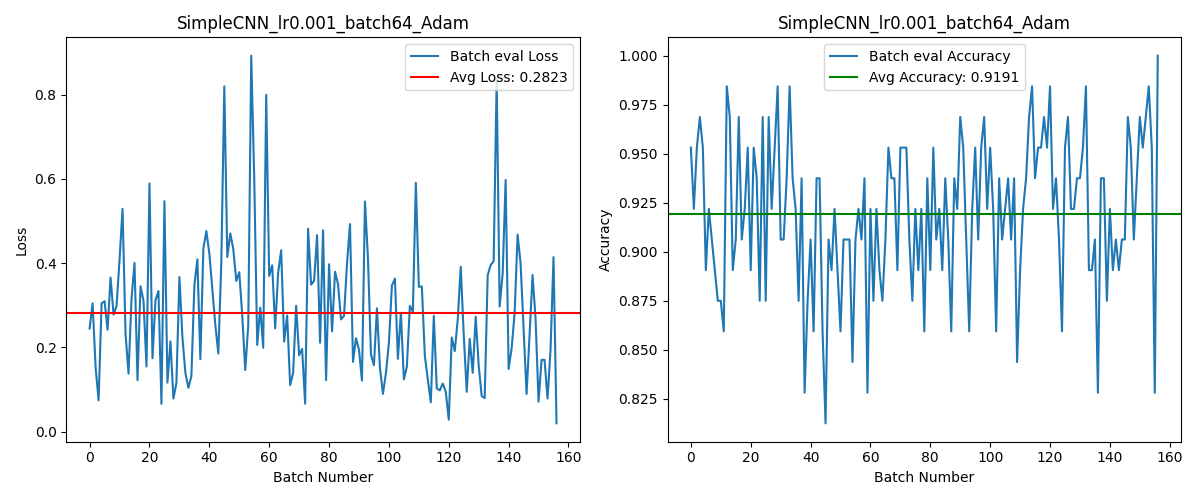 SimpleCNN_lr0.001_batch64_Adam
Batch eval Loss
Avg Loss: 0.2823
Loss
0.8
0.6
0.4
0.2
0.0
0 20 40 60 80 100 120 140 160
Batch Number
SimpleCNN_lr0.001_batch64_Adam
Batch eval Accuracy
Avg Accuracy: 0.9191
Accuracy
1.000
0.975
0.950
0.925
0.900
0.875
0.850
0.825
0 20 40 60 80 100 120 140 160
Batch Number